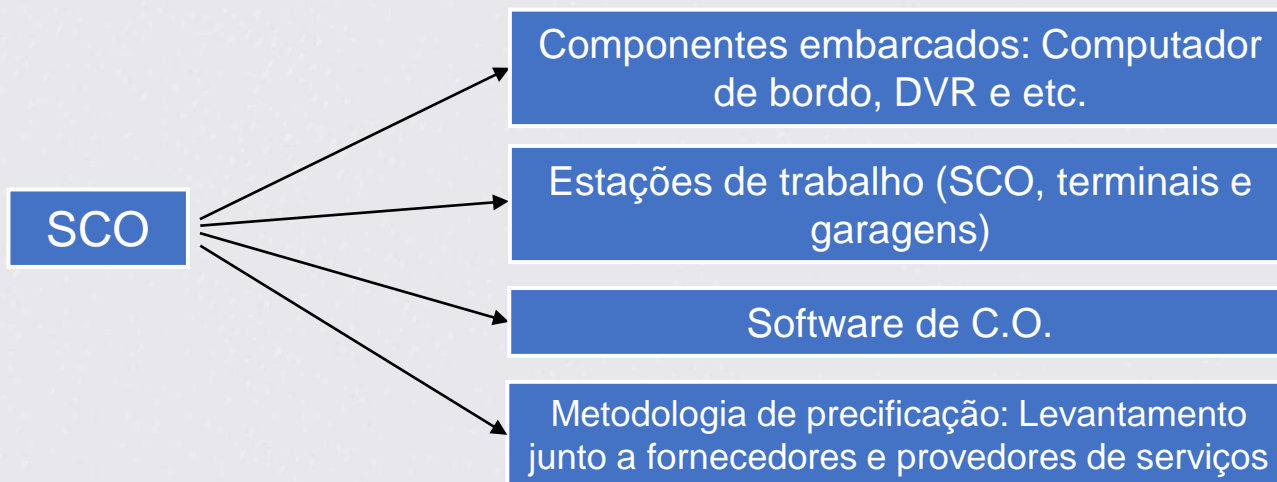 SCO
Componentes embarcados: Computador
de bordo, DVR e etc.
Estações de trabalho (SCO, terminais e
garagens)
Software de C.O.
Metodologia de precificação: Levantamento
junto a fornecedores e provedores de serviços